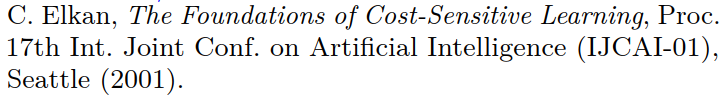 C. Elkan, The Foundations of Cost-Sensitive Learning, Proc.
17th Int. Joint Conf. on Artificial Intelligence (IJCAI-01),
Seattle (2001).